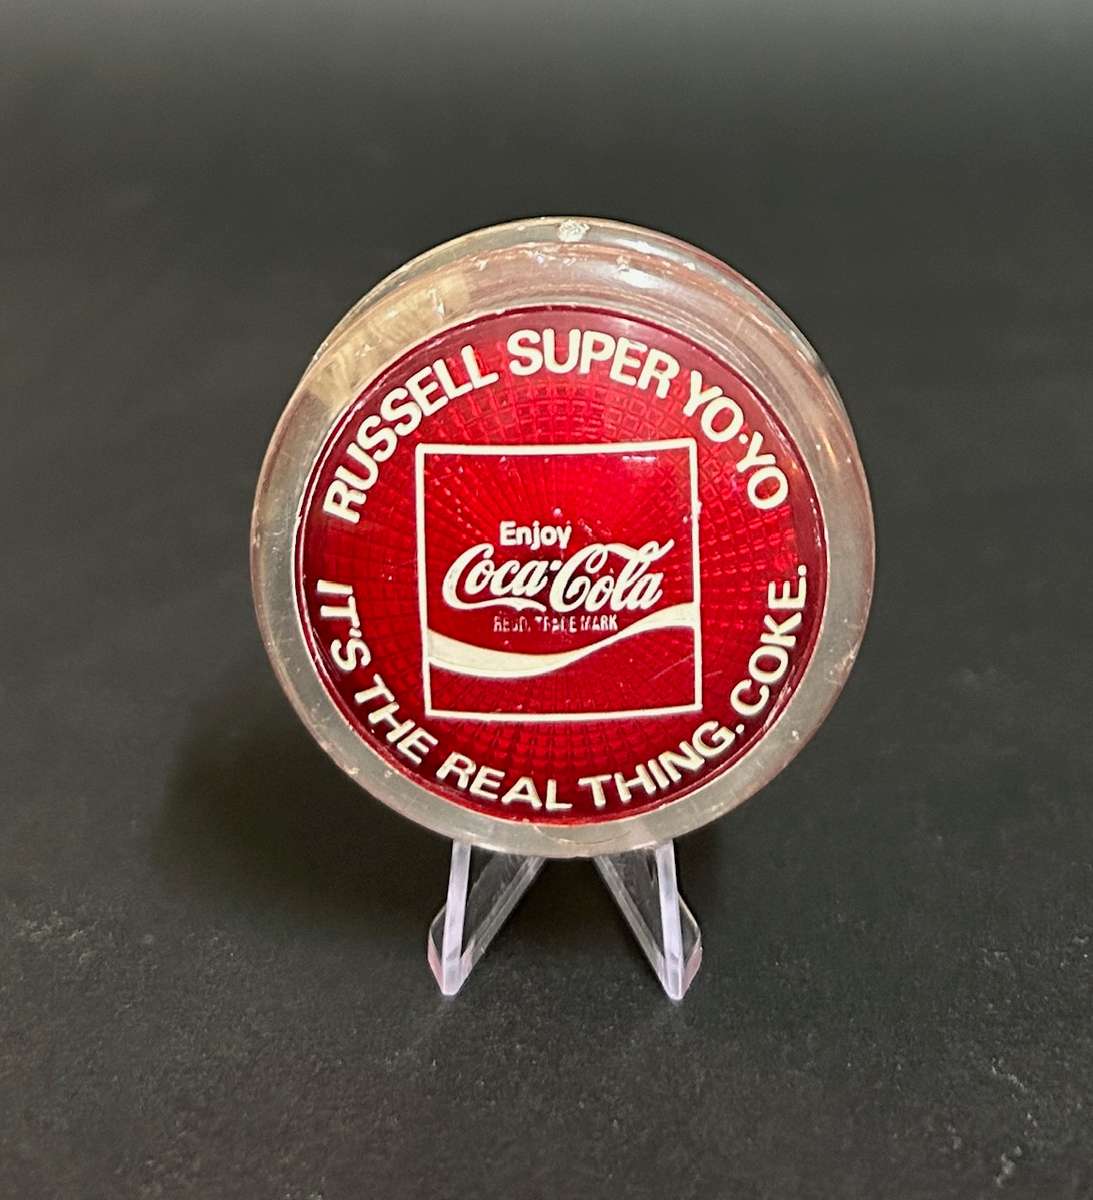 RUSSELL SUPER YO·YO
Enjoy
Coca-Cola
REGD. TRADE MARK
IT'S THE REAL THING. COKE.